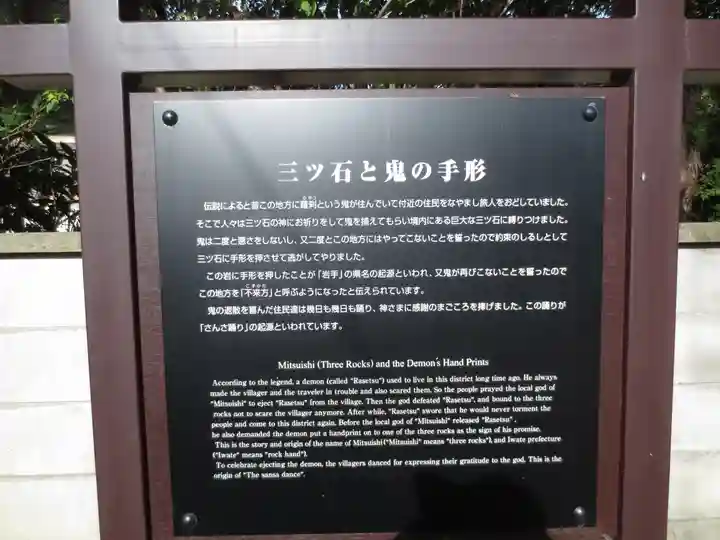 三ツ石と鬼の手形
伝説によると昔この地方に羅刹という鬼が住んでいて付近の住民をなやまし旅人をおどしていました。
そこで人々は三ツ石の神にお祈りをして鬼を捕えてもらい境内にある巨大な三ツ石に縛りつけました。
鬼は二度と悪さをしないし、又二度とこの地方にはやってこないことを誓ったので約束のしるしとして
三ツ石に手形を押させて逃がしてやりました。
この岩に手形を押したことが「岩手」の県名の起源といわれ、又鬼が再びこないことを誓ったので
この地方を「不来方」と呼ぶようになったと伝えられています。
鬼の退散を喜んだ住民達は幾日も幾日も踊り、神さまに感謝のまごころを捧げました。この踊りが
「さんさ踊り」の起源といわれています。
Mitsuishi (Three Rocks) and the Demon's Hand Prints
According to the legend, a demon (called "Rasetsu") used to live in this district long time ago. He always
made the villager and the traveler in trouble and also scared them. So the people prayed the local god of
"Mitsuishi" to eject "Rasetsu" from the village. Then the god defeated "Rasetsu", and bound to the three
rocks not to scare the villager anymore. After while, "Rasetsu" swore that he would never torment the
people and come to this district again. Before the local god of "Mitsuishi" released "Rasetsu" ,
he also demanded the demon put a handprint on to one of the three rocks as the sign of his promise.
This is the story and origin of the name of Mitsuishi("Mitsuishi" means "three rocks") and Iwate prefecture
("Iwate" means "rock hand").
To celebrate ejecting the demon, the villagers danced for expressing their gratitude to the god. This is the
origin of "The sansa dance".